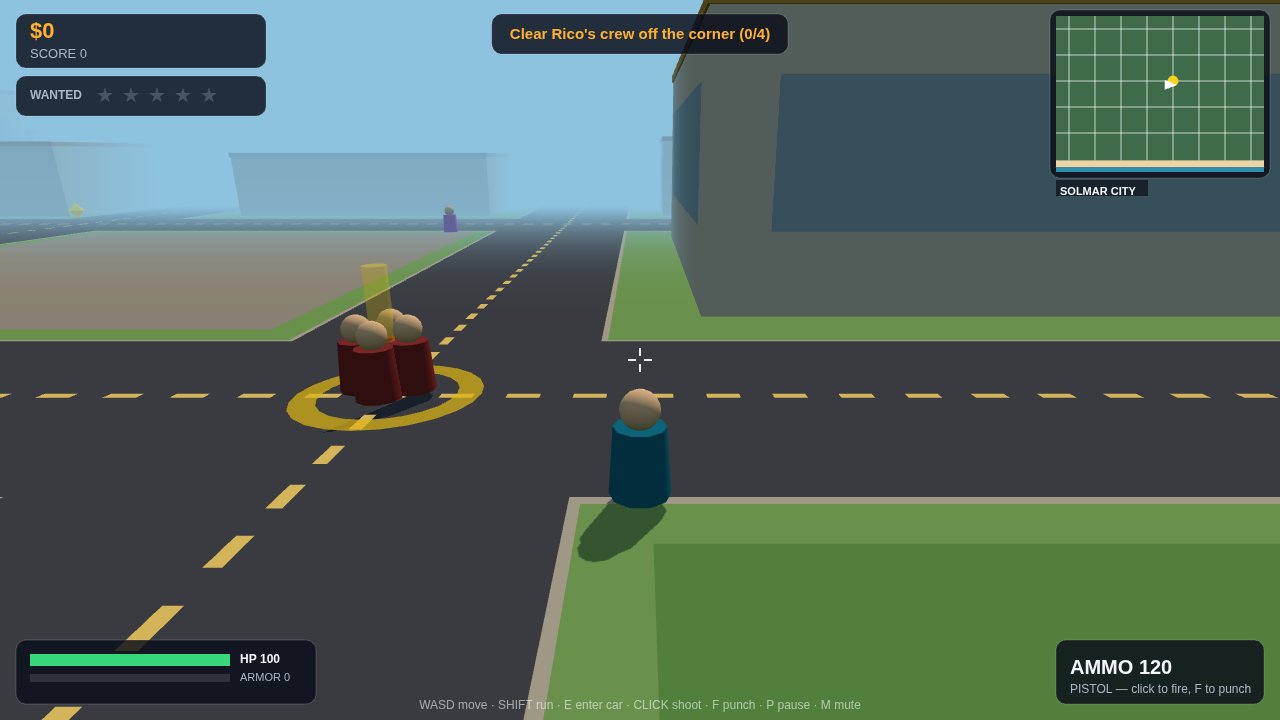 $0
SCORE 0
WANTED
Clear Rico's crew off the corner (0/4)
SOLMAR CITY
HP 100
ARMOR 0
WASD move · SHIFT run · E enter car · CLICK shoot · F punch · P pause · M mute
AMMO 120
PISTOL — click to fire, F to punch